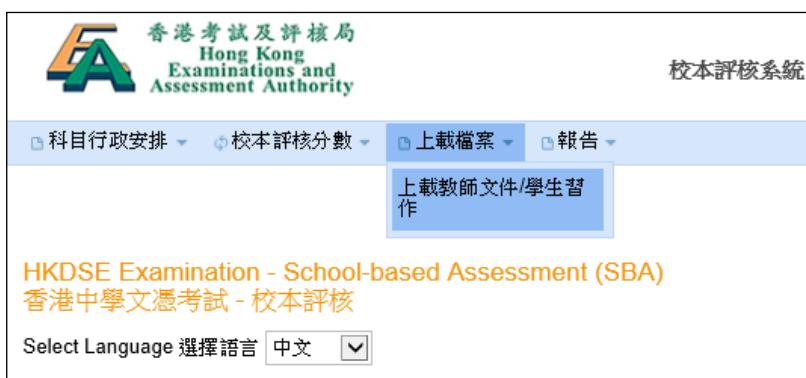 香港考試及評核局
Hong Kong
Examinations and
Assessment Authority
校本評核系統
科目行政安排 校本評核分數 上載檔案 報告
上載教師文件/學生習
作
HKDSE Examination - School-based Assessment (SBA)
香港中學文憑考試 - 校本評核
Select Language 選擇語言 中文